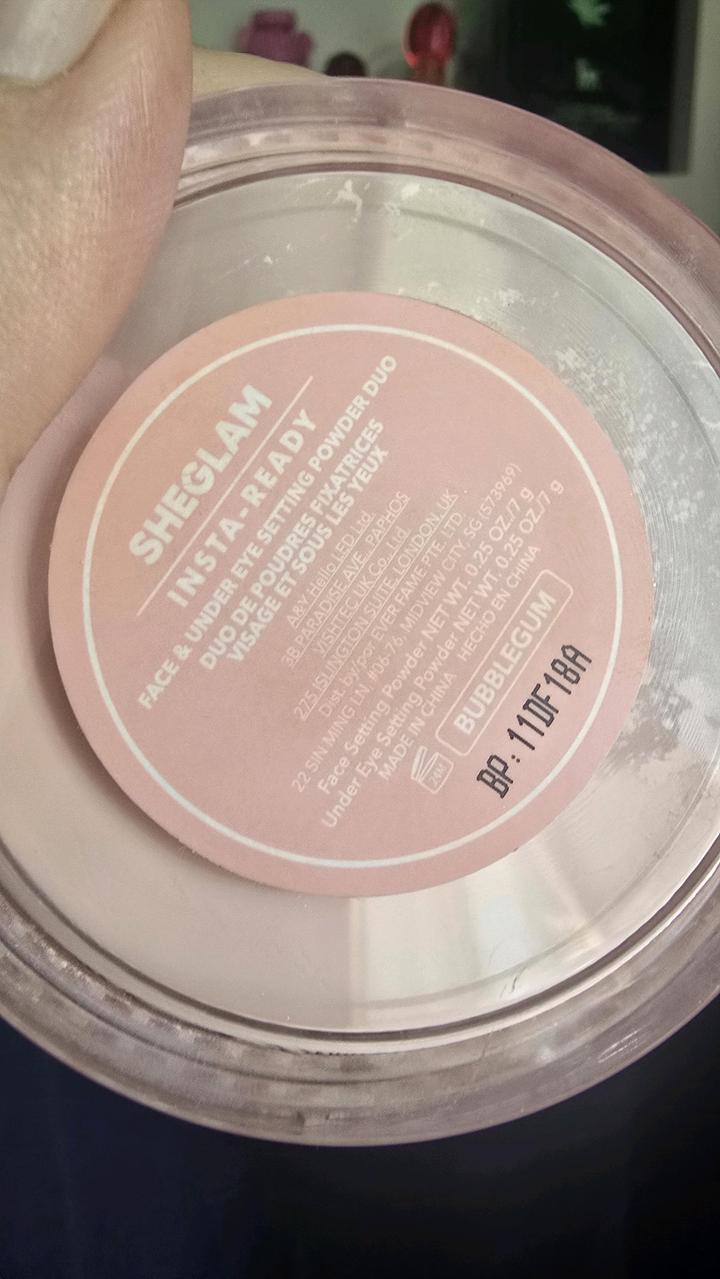 SHEGLAM
INSTA-READY
FACE & UNDER EYE SETTING POWDER DUO
DUO DE POUDRES FIXATRICES
VISAGE ET SOUS LES YEUX
A&Y Hello LED Ltd
3B PARADISE AVE., PAPHOS
VISHTEC UK Co., Ltd
275 ISLINGTON SUITE, LONDON, UK
Dist. by/por EVER FAME PTE. LTD.
22 SIN MING LN, #06-76, MIDVIEW CITY, SG (573969)
Face Setting Powder NET WT. 0.25 OZ./7 g
Under Eye Setting Powder NET WT. 0.25 OZ./7 g
MADE IN CHINA HECHO EN CHINA
24M
BUBBLEGUM
BP: 11DF18A